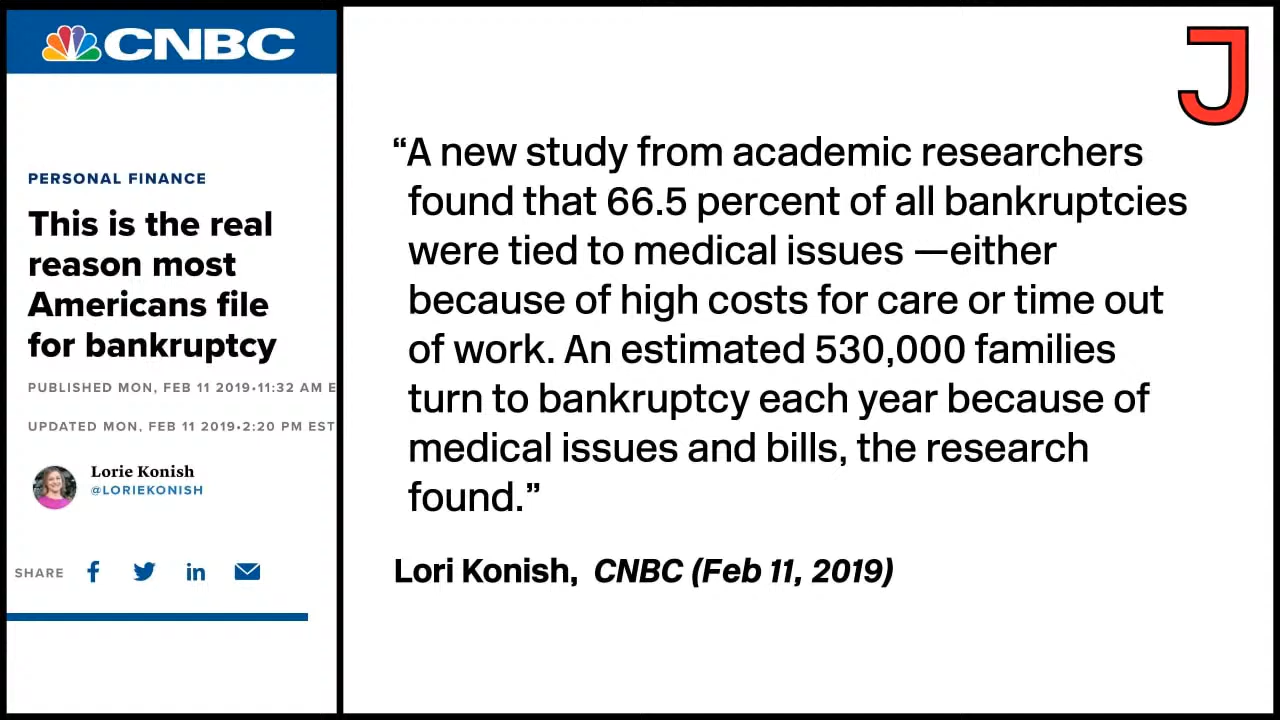 CNBC
PERSONAL FINANCE
This is the real
reason most
Americans file
for bankruptcy
PUBLISHED MON, FEB 11 2019•11:32 AM E
UPDATED MON, FEB 11 2019•2:20 PM EST
Lorie Konish
@LORIEKONISH
SHARE
J
“A new study from academic researchers
found that 66.5 percent of all bankruptcies
were tied to medical issues —either
because of high costs for care or time out
of work. An estimated 530,000 families
turn to bankruptcy each year because of
medical issues and bills, the research
found.”
Lori Konish, CNBC (Feb 11, 2019)